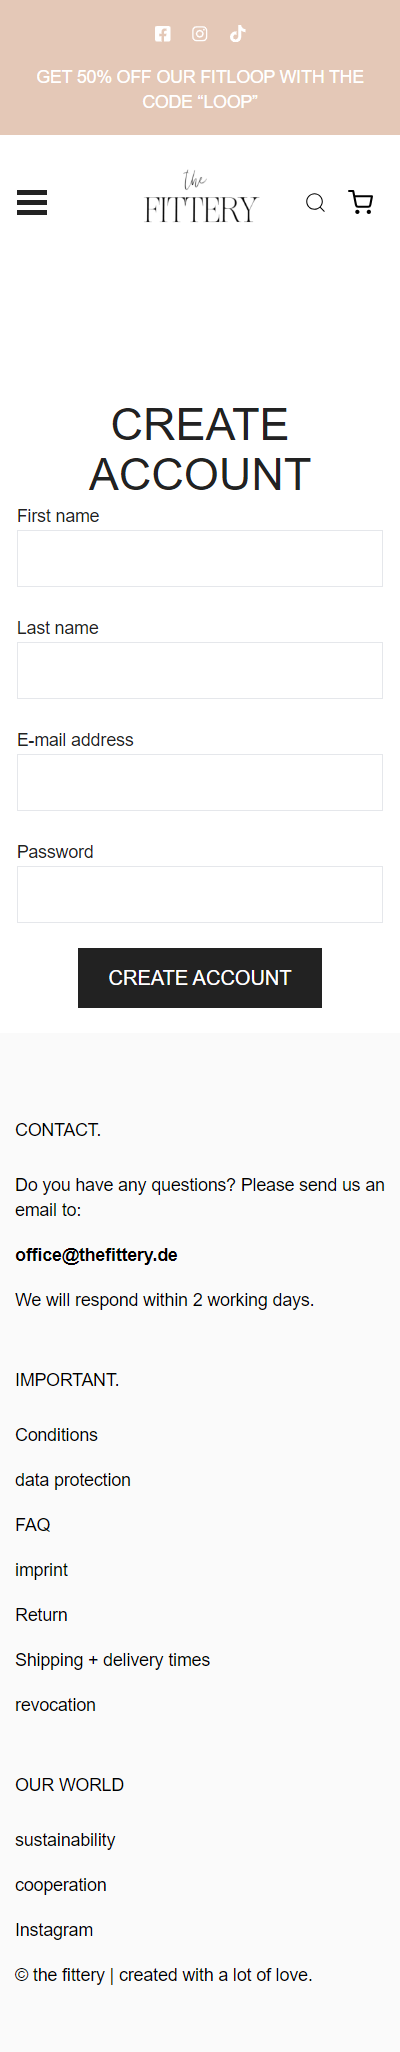 GET 50% OFF OUR FITLOOP WITH THE
CODE “LOOP”
the
FITTERY
CREATE
ACCOUNT
First name
Last name
E-mail address
Password
CREATE ACCOUNT
CONTACT.
Do you have any questions? Please send us an
email to:
office@thefittery.de
We will respond within 2 working days.
IMPORTANT.
Conditions
data protection
FAQ
imprint
Return
Shipping + delivery times
revocation
OUR WORLD
sustainability
cooperation
Instagram
© the fittery | created with a lot of love.